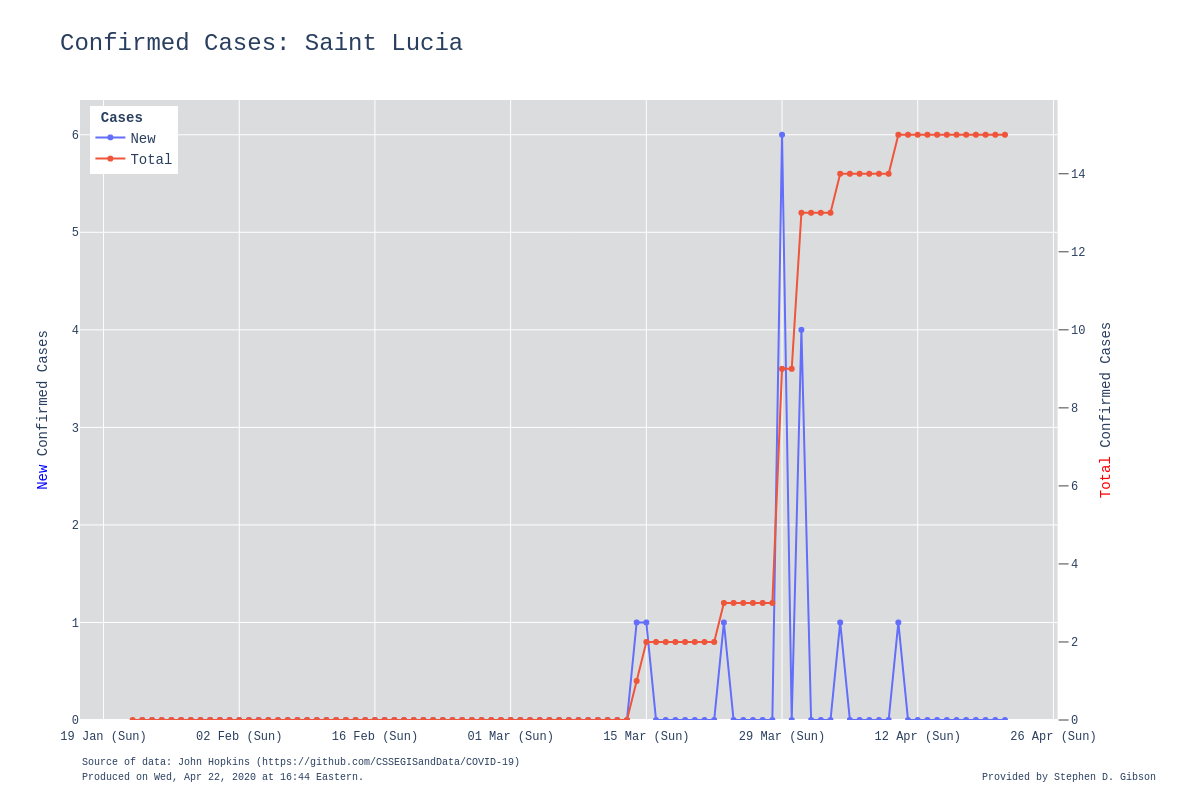 Confirmed Cases: Saint Lucia
Cases
New
Total
6
5
4
3
2
1
0
New Confirmed Cases
14
12
10
8
6
4
2
0
Total Confirmed Cases
19 Jan (Sun) 02 Feb (Sun) 16 Feb (Sun) 01 Mar (Sun) 15 Mar (Sun) 29 Mar (Sun) 12 Apr (Sun) 26 Apr (Sun)
Source of data: John Hopkins (https://github.com/CSSEGISandData/COVID-19)
Produced on Wed, Apr 22, 2020 at 16:44 Eastern.
Provided by Stephen D. Gibson